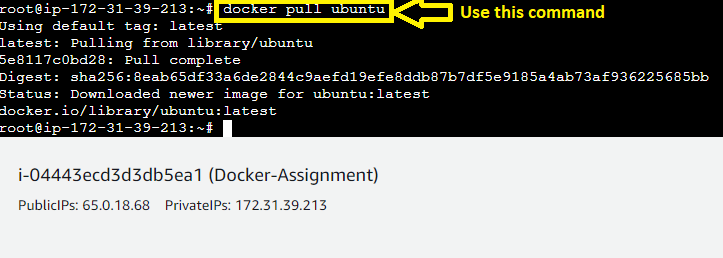 root@ip-172-31-39-213:~# docker pull ubuntu Use this command
Using default tag: latest
latest: Pulling from library/ubuntu
5e8117c0bd28: Pull complete
Digest: sha256:8eab65df33a6de2844c9aefd19efe8ddb87b7df5e9185a4ab73af936225685bb
Status: Downloaded newer image for ubuntu:latest
docker.io/library/ubuntu:latest
root@ip-172-31-39-213:~#
i-04443ecd3d3db5ea1 (Docker-Assignment)
PublicIPs: 65.0.18.68 PrivateIPs: 172.31.39.213